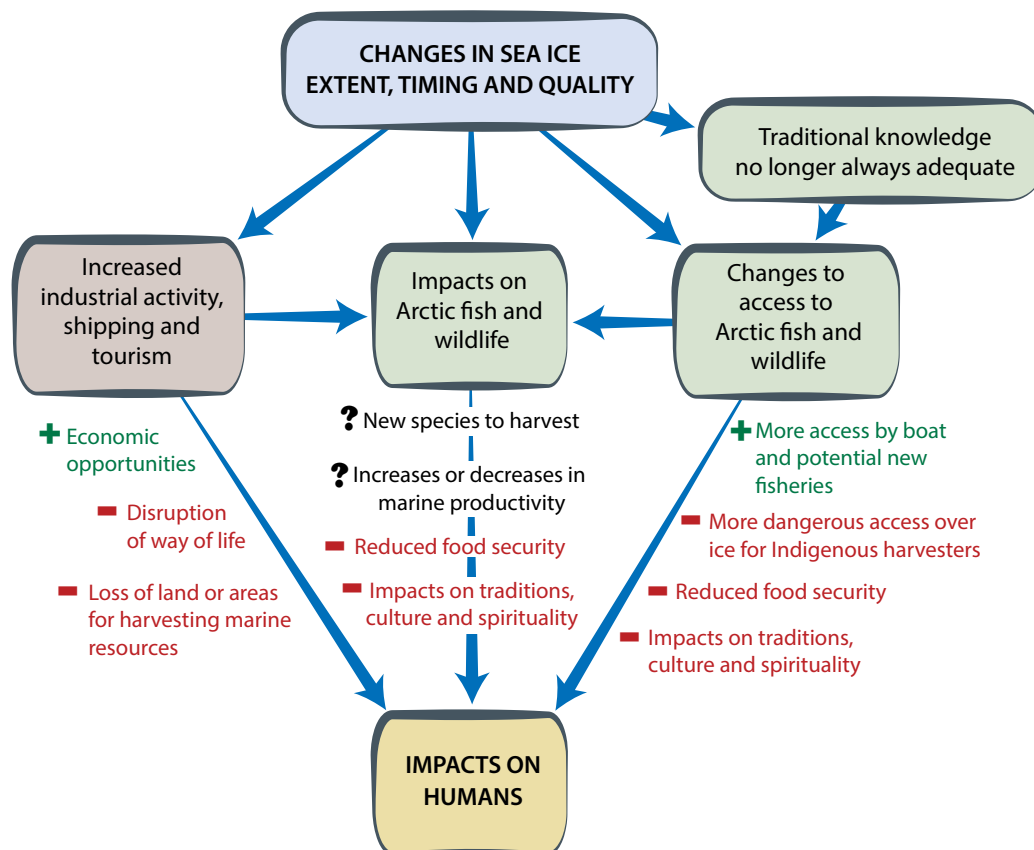 CHANGES IN SEA ICE
EXTENT, TIMING AND QUALITY
Traditional knowledge
no longer always adequate
Increased
industrial activity,
shipping and
tourism
Impacts on
Arctic fish and
wildlife
Changes to
access to
Arctic fish and
wildlife
+ Economic
opportunities
- Disruption
of way of life
- Loss of land or areas
for harvesting marine
resources
? New species to harvest
? Increases or decreases in
marine productivity
- Reduced food security
- Impacts on traditions,
culture and spirituality
+ More access by boat
and potential new
fisheries
- More dangerous access over
ice for Indigenous harvesters
- Reduced food security
- Impacts on traditions,
culture and spirituality
IMPACTS ON
HUMANS